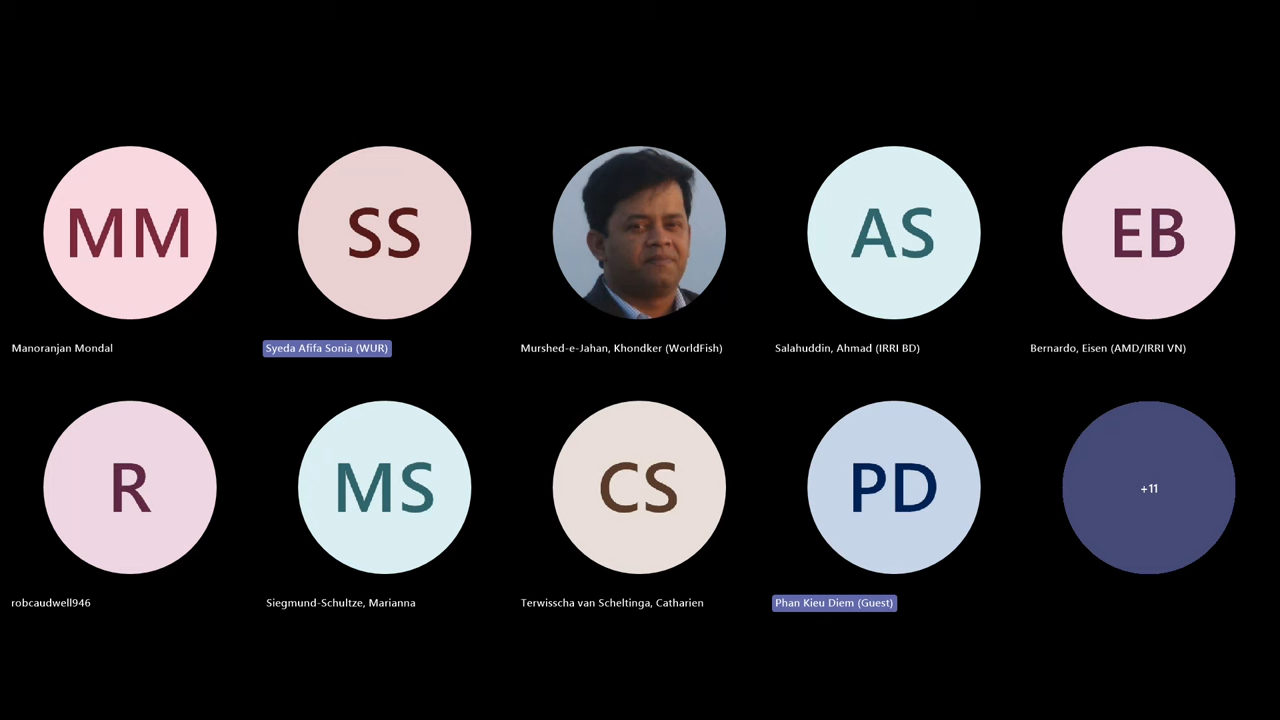 MM
SS
AS
EB
Manoranjan Mondal
Syeda Afifa Sonia (WUR)
Murshed-e-Jahan, Khondker (WorldFish)
Salahuddin, Ahmad (IRRI BD)
Bernardo, Eisen (AMD/IRRI VN)
R
MS
CS
PD
+11
robcaudwell946
Siegmund-Schultze, Marianna
Terwisscha van Scheltinga, Catharien
Phan Kieu Diem (Guest)